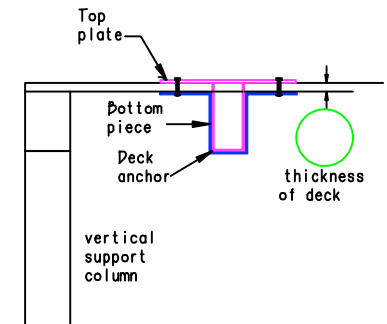 Top
plate
Bottom
piece
Deck
anchor
thickness
of deck
vertical
support
column